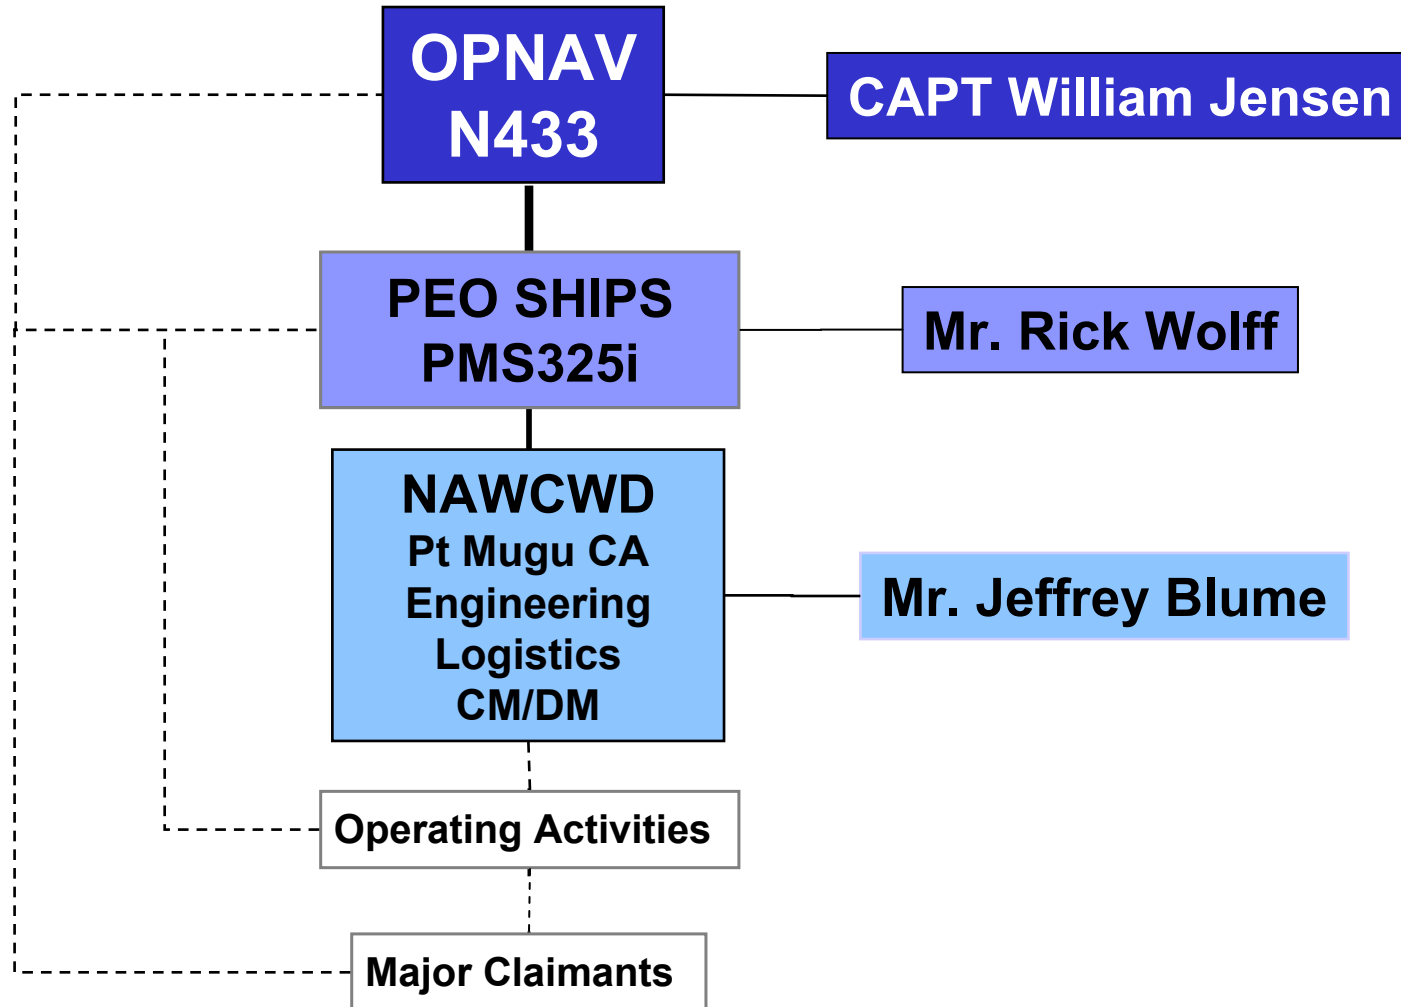 OPNAV
N433
CAPT William Jensen
PEO SHIPS
PMS325i
Mr. Rick Wolff
NAWCWD
Pt Mugu CA
Engineering
Logistics
CM/DM
Mr. Jeffrey Blume
Operating Activities
Major Claimants